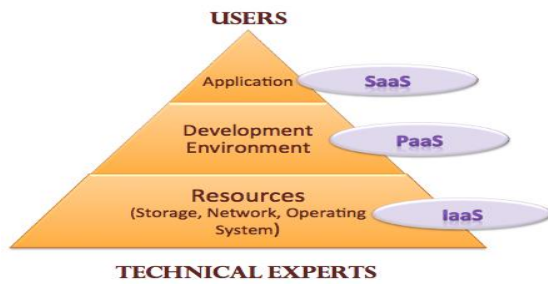 USERS
Application
SaaS
Development
Environment
PaaS
Resources
(Storage, Network, Operating
System)
IaaS
TECHNICAL EXPERTS